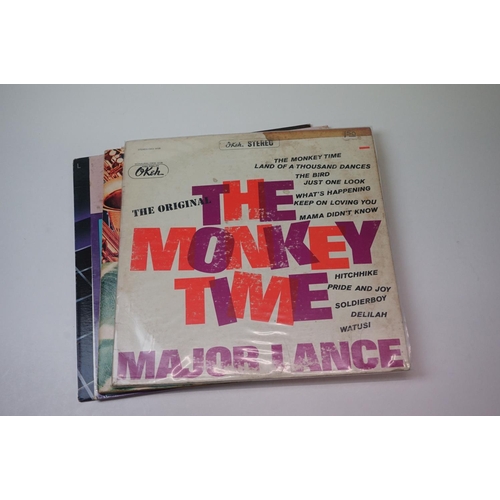 OKeh STEREO
OKeh
THE MONKEY TIME
LAND OF A THOUSAND DANCES
THE BIRD
JUST ONE LOOK
WHAT'S HAPPENING
KEEP ON LOVING YOU
MAMA DIDN'T KNOW
THE ORIGINAL
THE
MONKEY
TIME
HITCHHIKE
PRIDE AND JOY
SOLDIERBOY
DELILAH
WATUSI
MAJOR LANCE